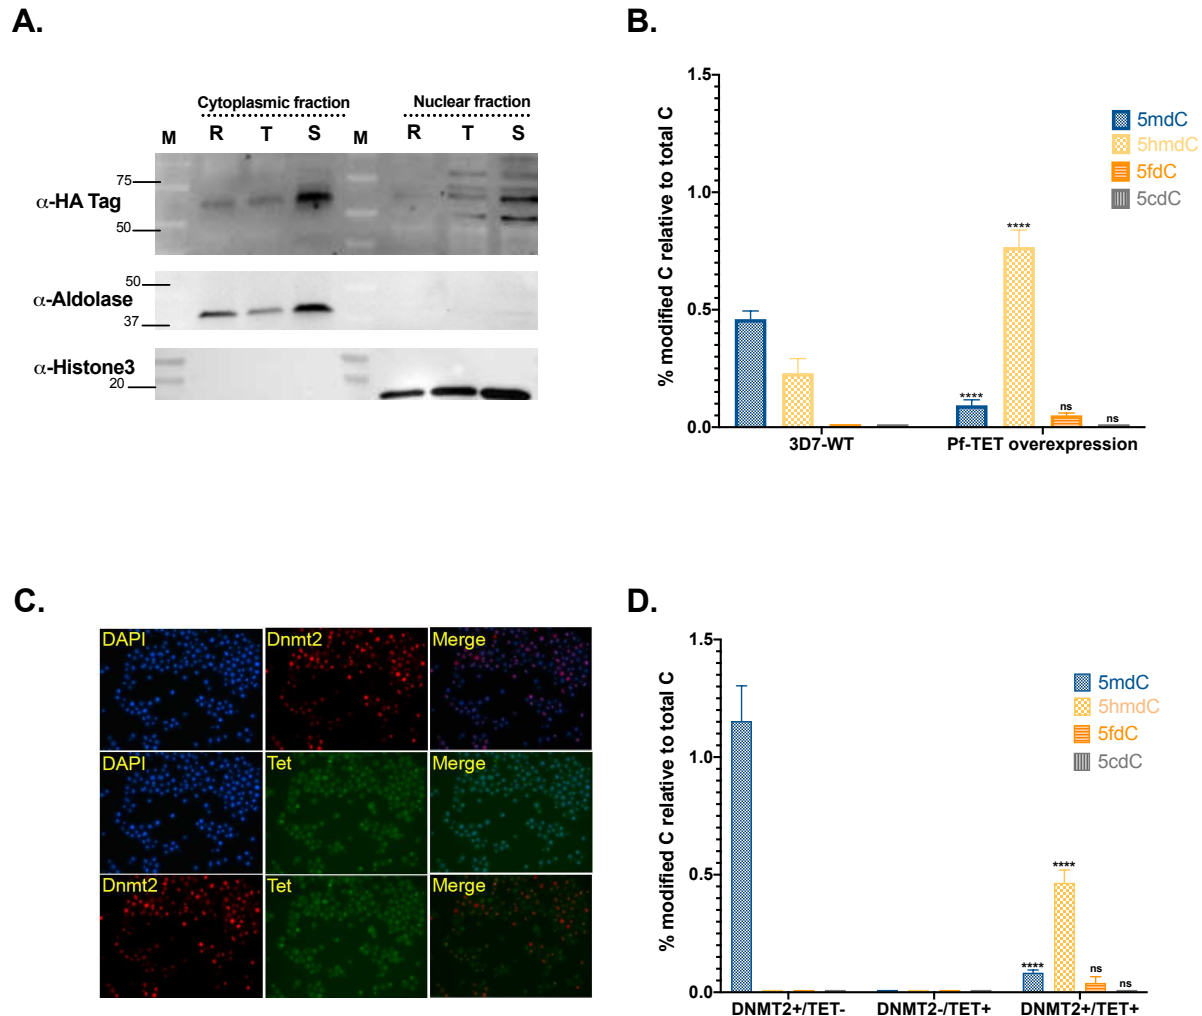 A.
Cytoplasmic fraction
Nuclear fraction
M R T S M R T S
α-HA Tag
75
50
α-Aldolase
50
37
α-Histone3
20
B.
% modified C relative to total C
1.5
1.0
0.5
0.0
5mdC
5hmdC
5fdC
5cdC
****
****
ns
ns
3D7-WT
Pf-TET overexpression
C.
DAPI Dnmt2 Merge
DAPI Tet Merge
Dnmt2 Tet Merge
D.
% modified C relative to total C
1.5
1.0
0.5
0.0
5mdC
5hmdC
5fdC
5cdC
****
****
ns
ns
DNMT2+/TET-
DNMT2-/TET+
DNMT2+/TET+